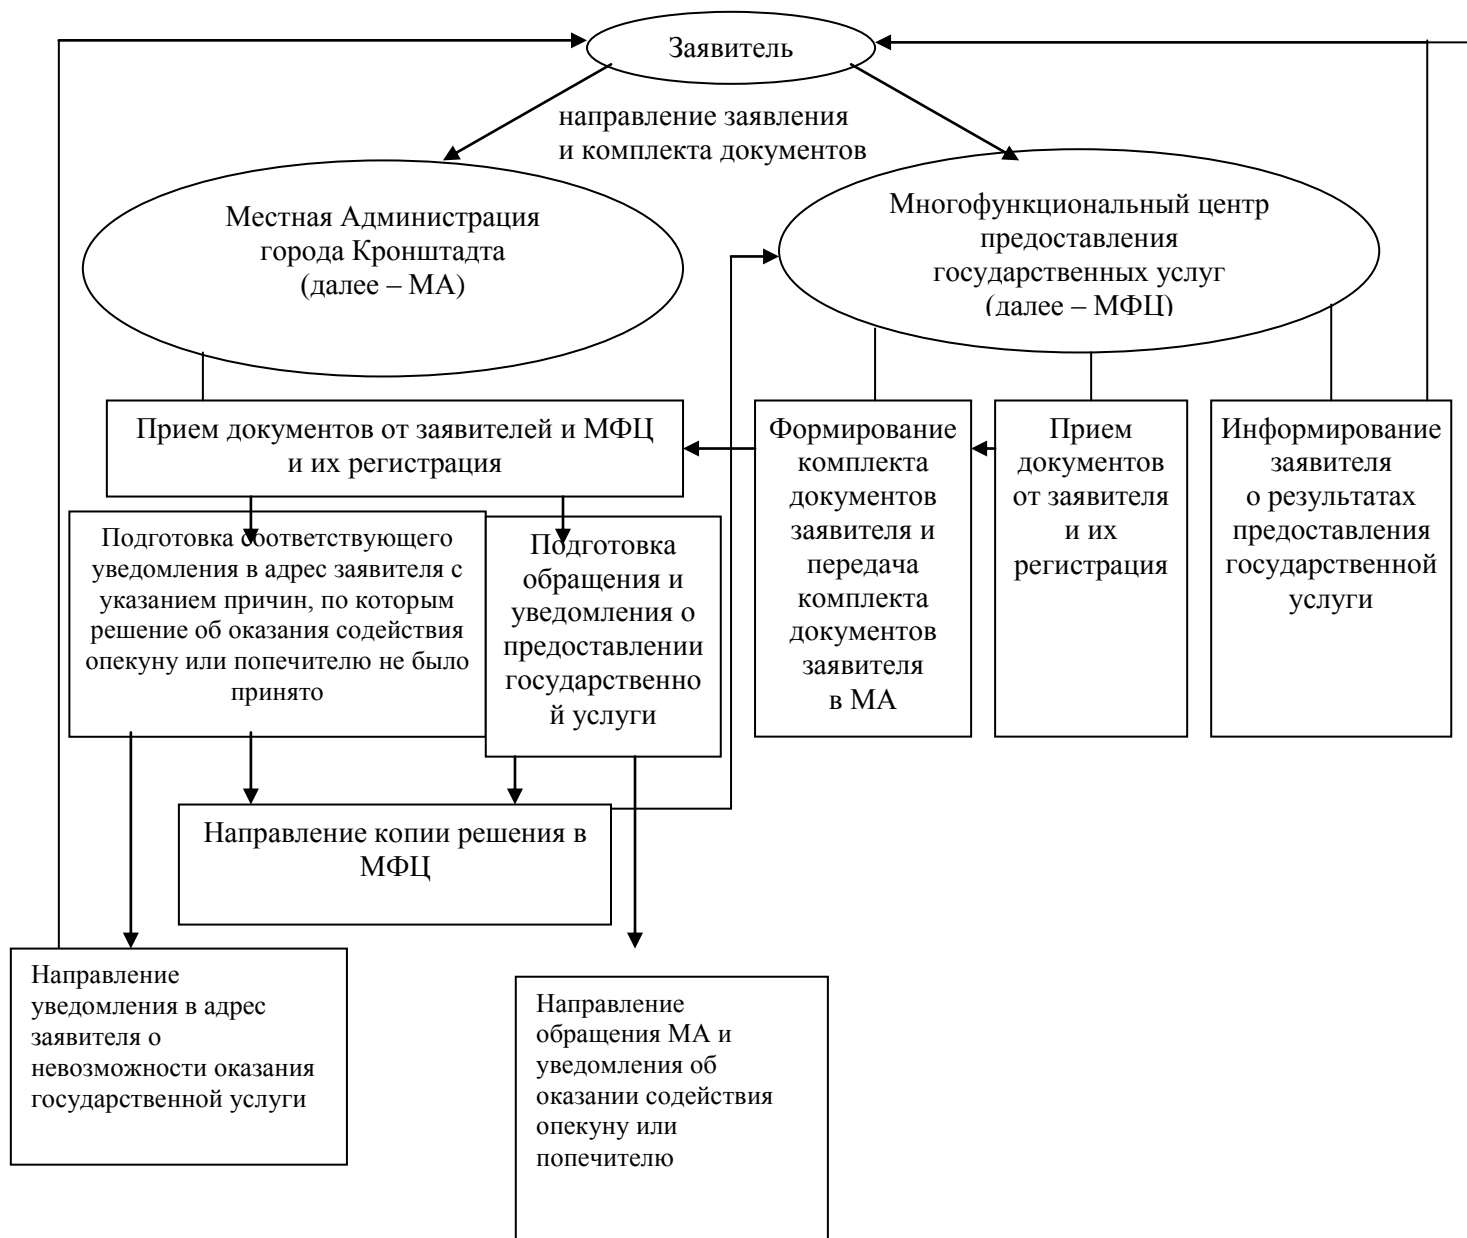 Заявитель
направление заявления
и комплекта документов
Местная Администрация
города Кронштадта
(далее – МА)
Многофункциональный центр
предоставления
государственных услуг
(далее – МФЦ)
Прием документов от заявителей и МФЦ
и их регистрация
Формирование
комплекта
документов
заявителя и
передача
комплекта
документов
заявителя
в МА
Прием
документов
от заявителя
и их
регистрация
Информирование
заявителя
о результатах
предоставления
государственной
услуги
Подготовка соответствующего
уведомления в адрес заявителя с
указанием причин, по которым
решение об оказания содействия
опекуну или попечителю не было
принято
Подготовка
обращения и
уведомления о
предоставлении
государственно
й услуги
Направление копии решения в
МФЦ
Направление
уведомления в адрес
заявителя о
невозможности оказания
государственной услуги
Направление
обращения МА и
уведомления об
оказании содействия
опекуну или
попечителю